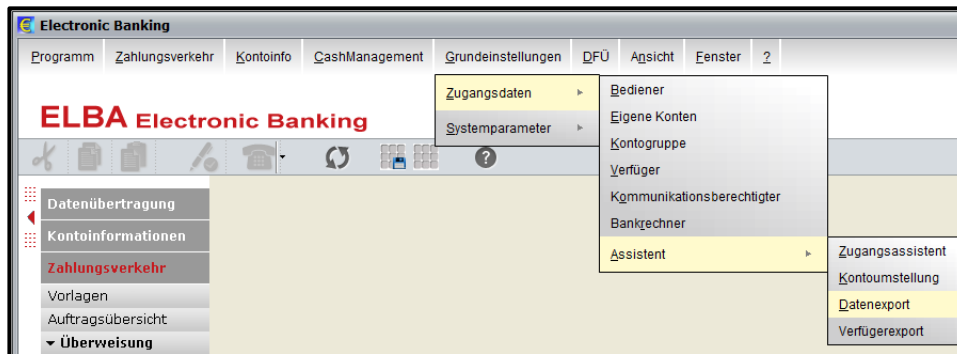 Electronic Banking
Programm Zahlungsverkehr Kontoinfo CashManagement Grundeinstellungen DFÜ Ansicht Fenster ?
ELBA Electronic Banking
Zugangsdaten
Systemparameter
Bediener
Eigene Konten
Kontogruppe
Verfüger
Kommunikationsberechtigter
Bankrechner
Assistent
Zugangsassistent
Kontoumstellung
Datenexport
Verfügerexport
Datenübertragung
Kontoinformationen
Zahlungsverkehr
Vorlagen
Auftragsübersicht
Überweisung